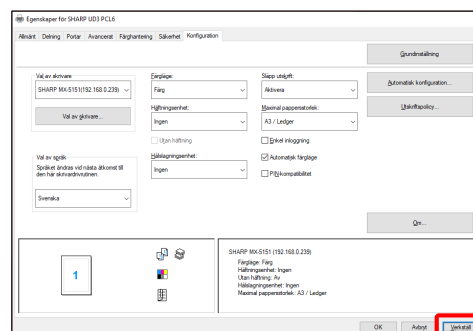 Egenskaper för SHARP UD3 PCL6
Allmänt Delning Portar Avancerat Färghantering Säkerhet Konfiguration
Grundinställning
Val av skrivare
SHARP MX-5151(192.168.0.239)
Val av skrivare...
Färgläge:
Färg
Släpp utskrift:
Aktivera
Automatisk konfiguration...
Häftningsenhet:
Ingen
Maximal pappersstorlek:
A3 / Ledger
Utskriftspolicy...
Utan häftning
Enkel inloggning
Val av språk
Språket ändras vid nästa åtkomst till
den här skrivardrivrutinen.
Svenska
Hålslagningsenhet:
Ingen
Automatisk färgläge
PIN-kompatibilitet
Om...
1
SHARP MX-5151 (192.168.0.239)
Färgläge: Färg
Häftningsenhet: Ingen
Utan häftning: Av
Hålslagningsenhet: Ingen
Maximal pappersstorlek: A3 / Ledger
OK Avbryt Verkställ